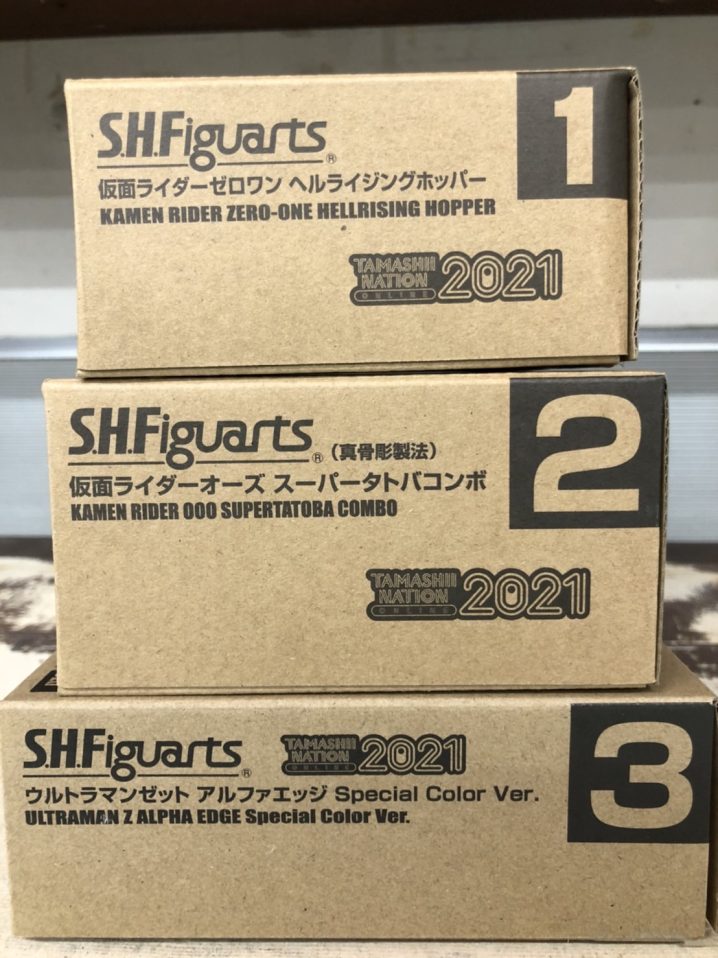 S.H.Figuarts®
1
仮面ライダーゼロワン ヘルライジングホッパー
KAMEN RIDER ZERO-ONE HELLRISING HOPPER
TAMASHII
NATION
ONLINE
2021
S.H.Figuarts®
(真骨彫製法)
2
仮面ライダーオーズ スーパータトバコンボ
KAMEN RIDER OOO SUPERTATOBA COMBO
TAMASHII
NATION
ONLINE
2021
S.H.Figuarts®
TAMASHII
NATION
ONLINE
2021
3
ウルトラマンゼット アルファエッジ Special Color Ver.
ULTRAMAN Z ALPHA EDGE Special Color Ver.